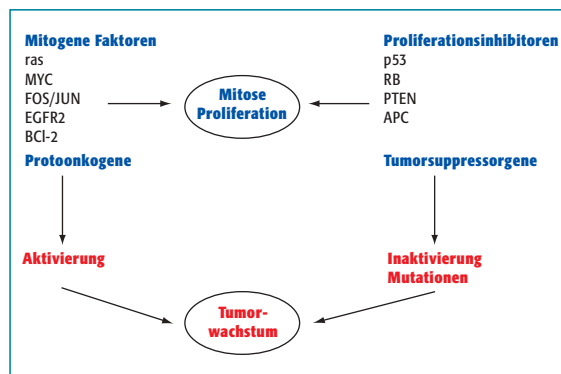 Mitogene Faktoren
ras
MYC
FOS/JUN
EGFR2
BCl-2
Protoonkogene
Mitose
Proliferation
Proliferationsinhibitoren
p53
RB
PTEN
APC
Tumorsuppressorgene
Aktivierung
Inaktivierung
Mutationen
Tumor-
wachstum